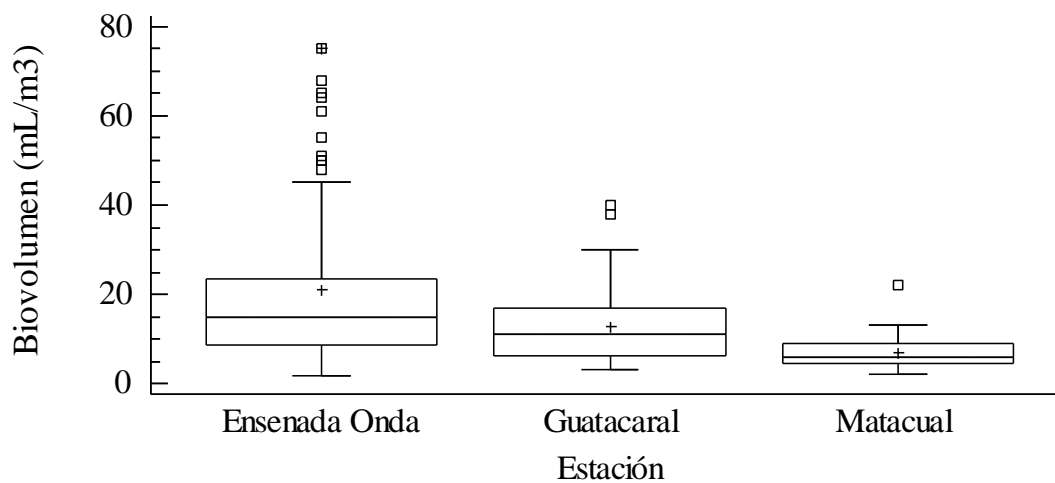 Biovolumen (mL/m3)
80
60
40
20
0
Ensenada Onda
Guatacaral
Matacual
Estación